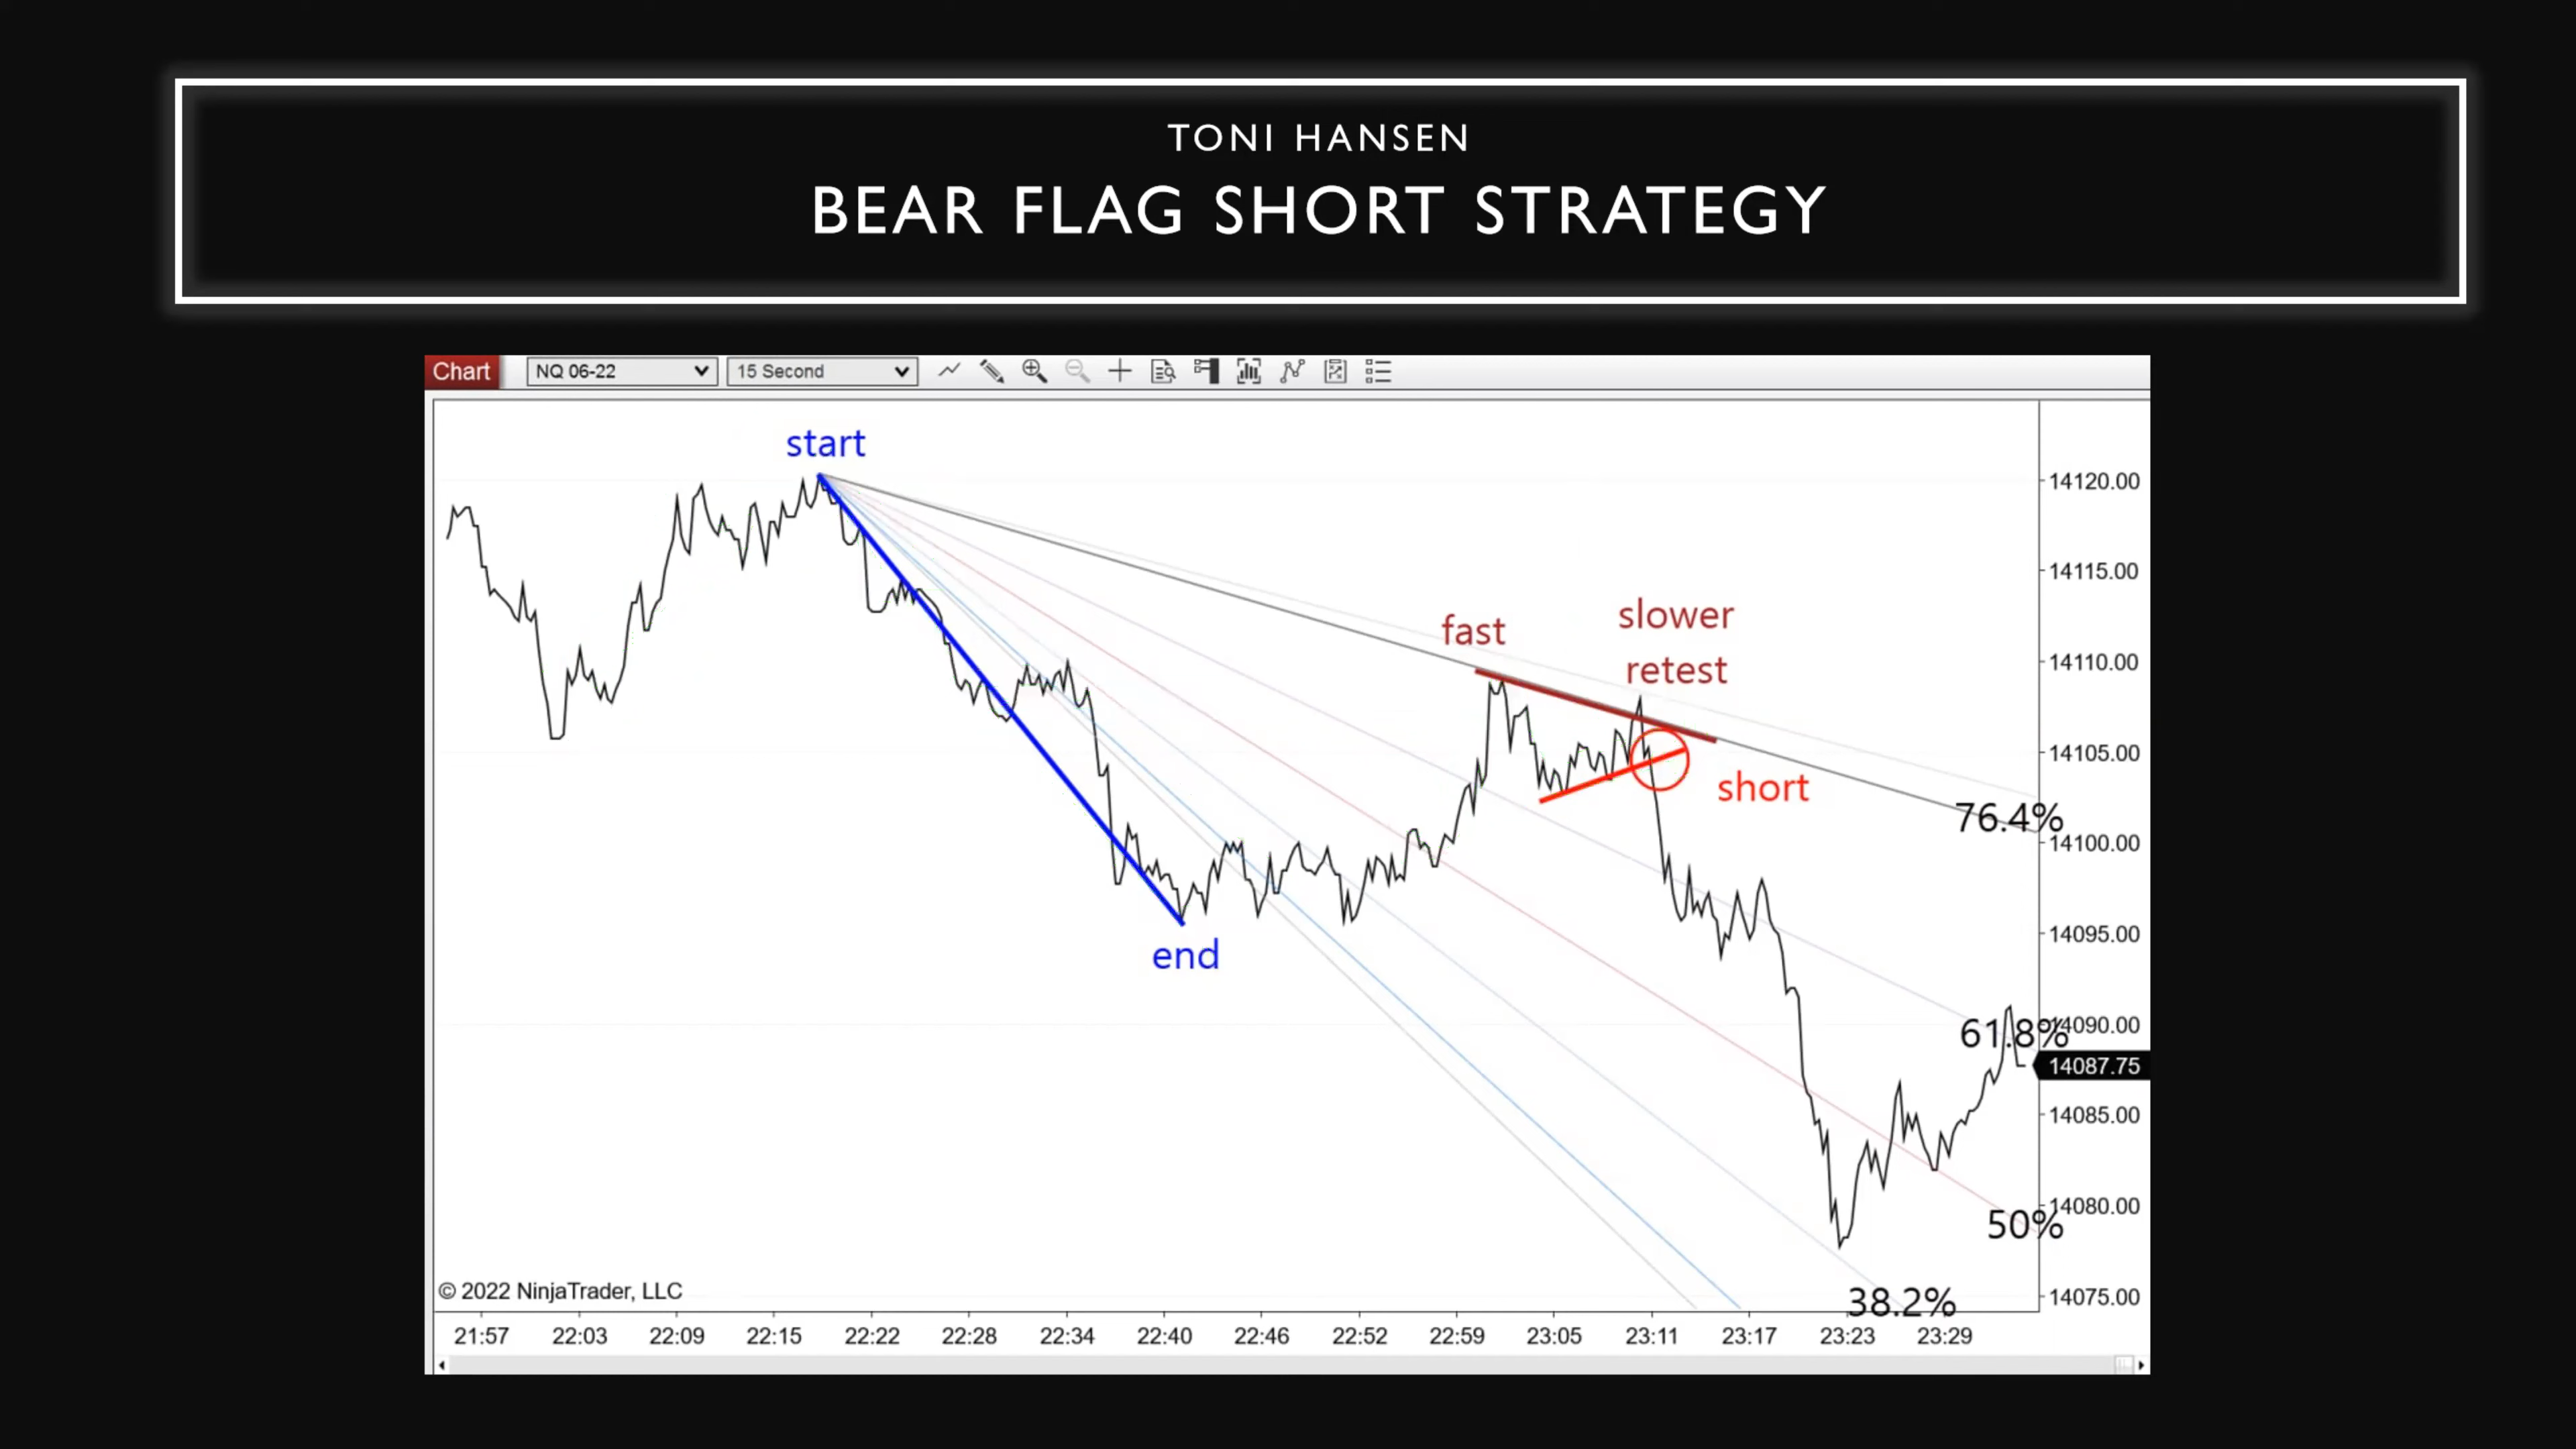 TONI HANSEN
BEAR FLAG SHORT STRATEGY
Chart
NQ 06-22
15 Second
start
14120.00
14115.00
fast
slower
retest
14110.00
14105.00
short
76.4%
14100.00
14095.00
end
61.8%
14090.00
14087.75
14085.00
14080.00
50%
© 2022 NinjaTrader, LLC
38.2%
14075.00
21:57 22:03 22:09 22:15 22:22 22:28 22:34 22:40 22:46 22:52 22:59 23:05 23:11 23:17 23:23 23:29